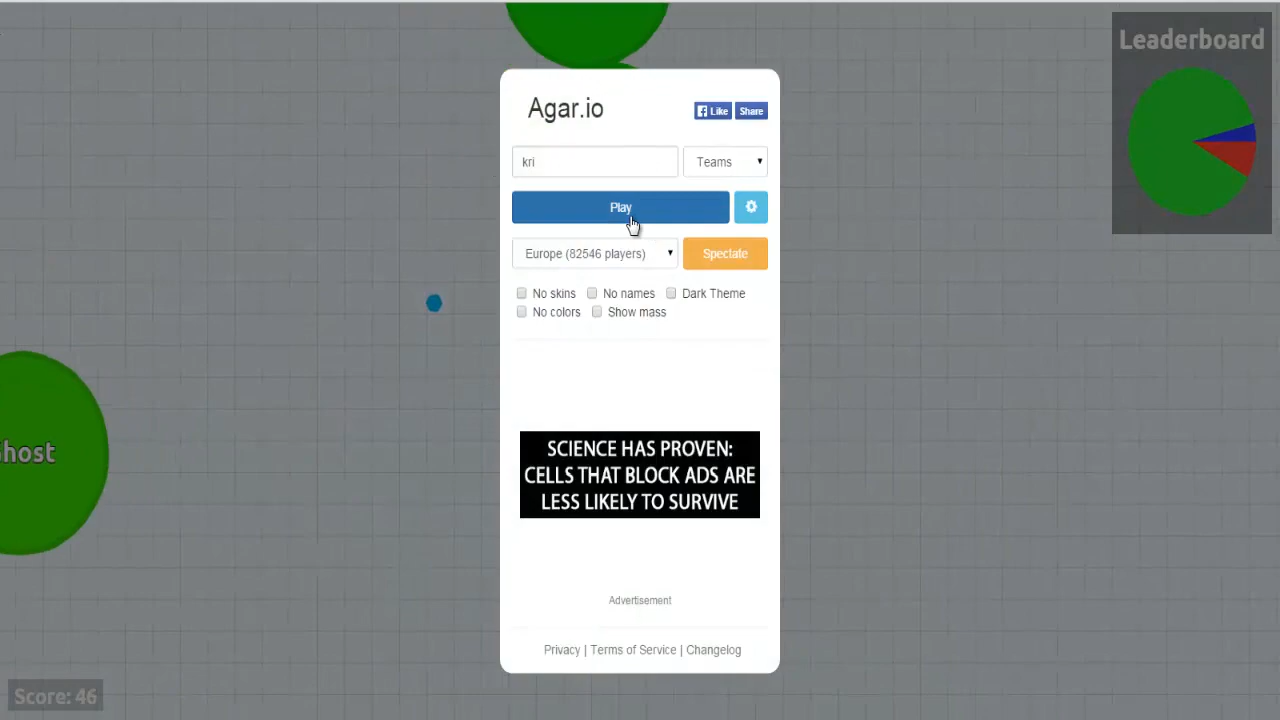 Leaderboard
Agar.io
Like Share
kri
Teams
Play
Europe (82546 players)
Spectate
No skins No names Dark Theme
No colors Show mass
host
SCIENCE HAS PROVEN:
CELLS THAT BLOCK ADS ARE
LESS LIKELY TO SURVIVE
Advertisement
Privacy | Terms of Service | Changelog
Score: 46